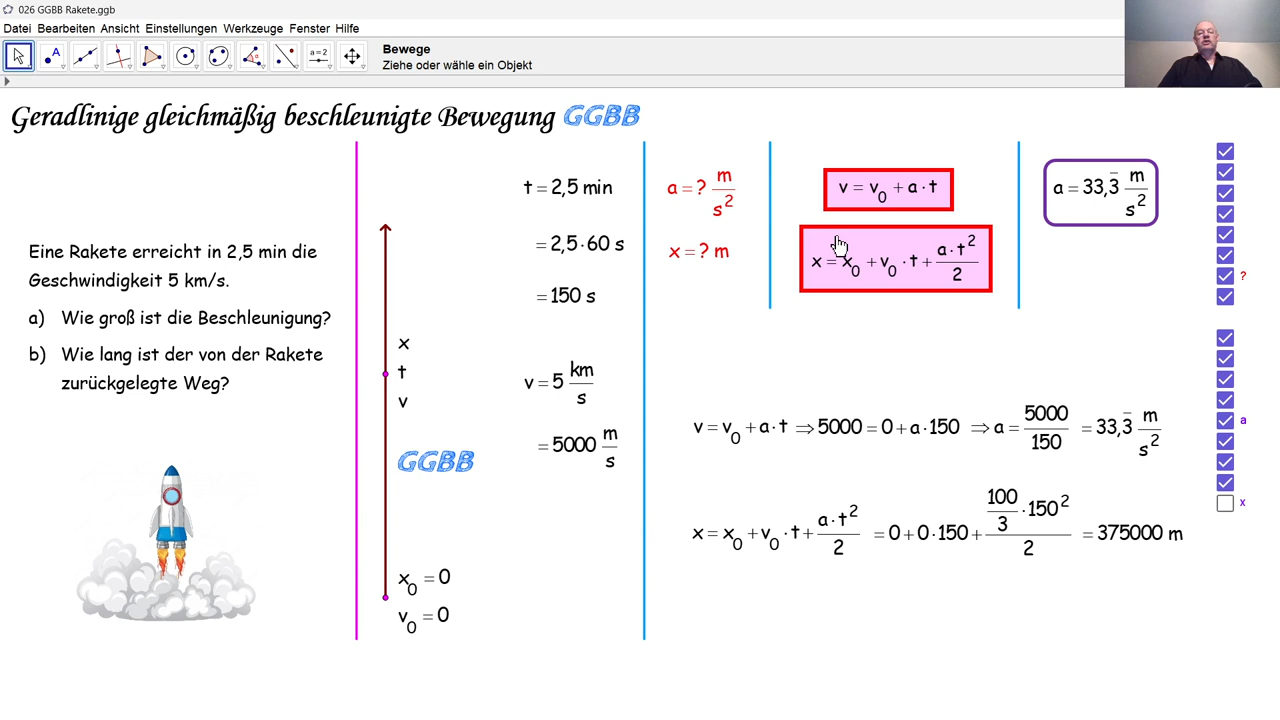 026 GGBB Rakete.ggb
Datei Bearbeiten Ansicht Einstellungen Werkzeuge Fenster Hilfe
A
a=2
Bewege
Ziehe oder wähle ein Objekt
Geradlinige gleichmäßig beschleunigte Bewegung GGBB
Eine Rakete erreicht in 2,5 min die
Geschwindigkeit 5 km/s.
a) Wie groß ist die Beschleunigung?
b) Wie lang ist der von der Rakete
zurückgelegte Weg?
x
t
v
GGBB
x₀ = 0
v₀ = 0
t = 2,5 min
= 2,5·60 s
= 150 s
v = 5 km/s
= 5000 m/s
a = ? m/s²
x = ? m
v = v₀ + a·t
x = x₀ + v₀·t + (a·t²)/2
a = 33,3̄ m/s²
v = v₀ + a·t ⇒ 5000 = 0 + a·150 ⇒ a = 5000/150 = 33,3̄ m/s²
x = x₀ + v₀·t + (a·t²)/2 = 0 + 0·150 + (100/3·150²)/2 = 375000 m
?
a
x